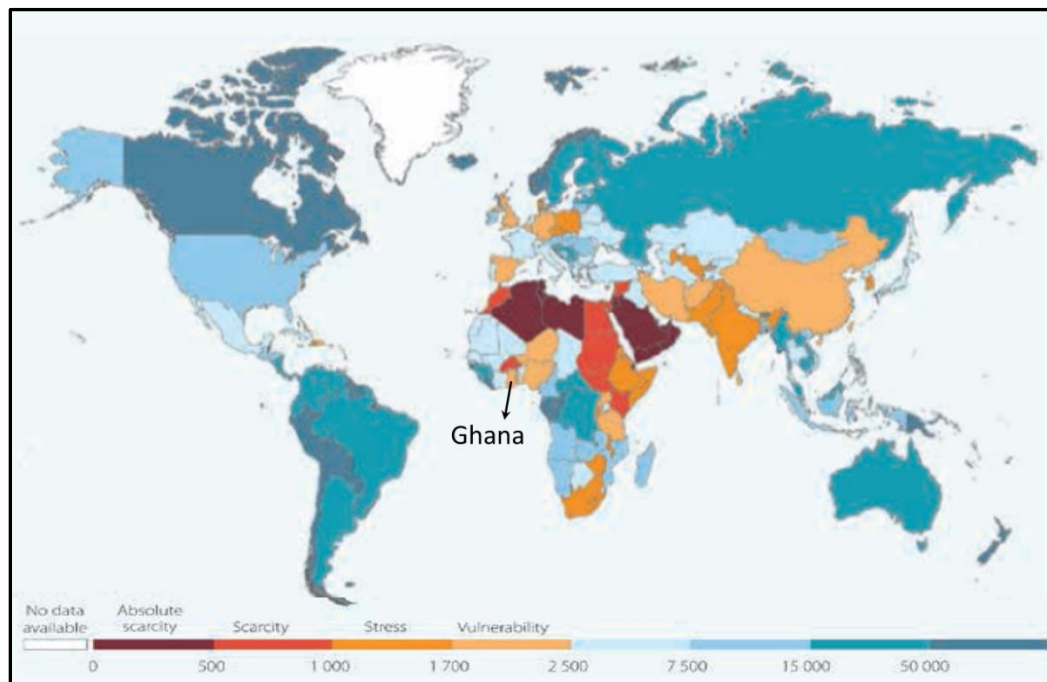 Ghana
No data available
Absolute scarcity
Scarcity
Stress
Vulnerability
0
500
1 000
1 700
2 500
7 500
15 000
50 000